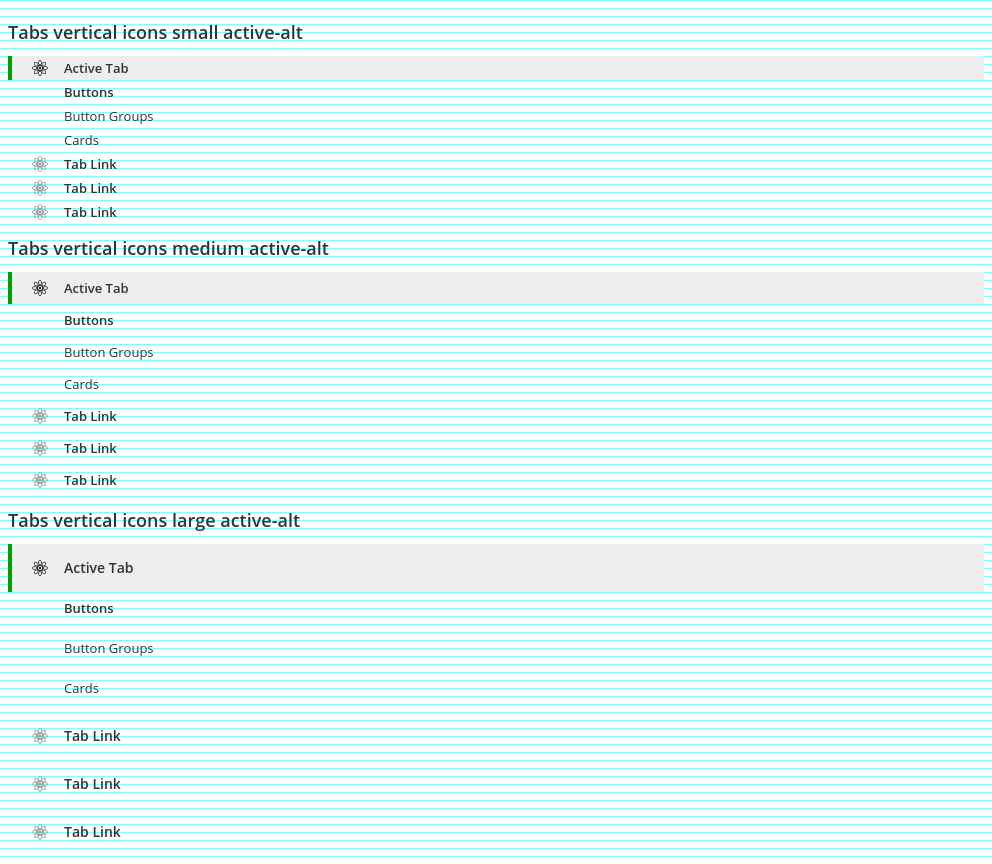 Tabs vertical icons small active-alt
Active Tab
Buttons
Button Groups
Cards
Tab Link
Tab Link
Tab Link
Tabs vertical icons medium active-alt
Active Tab
Buttons
Button Groups
Cards
Tab Link
Tab Link
Tab Link
Tabs vertical icons large active-alt
Active Tab
Buttons
Button Groups
Cards
Tab Link
Tab Link
Tab Link